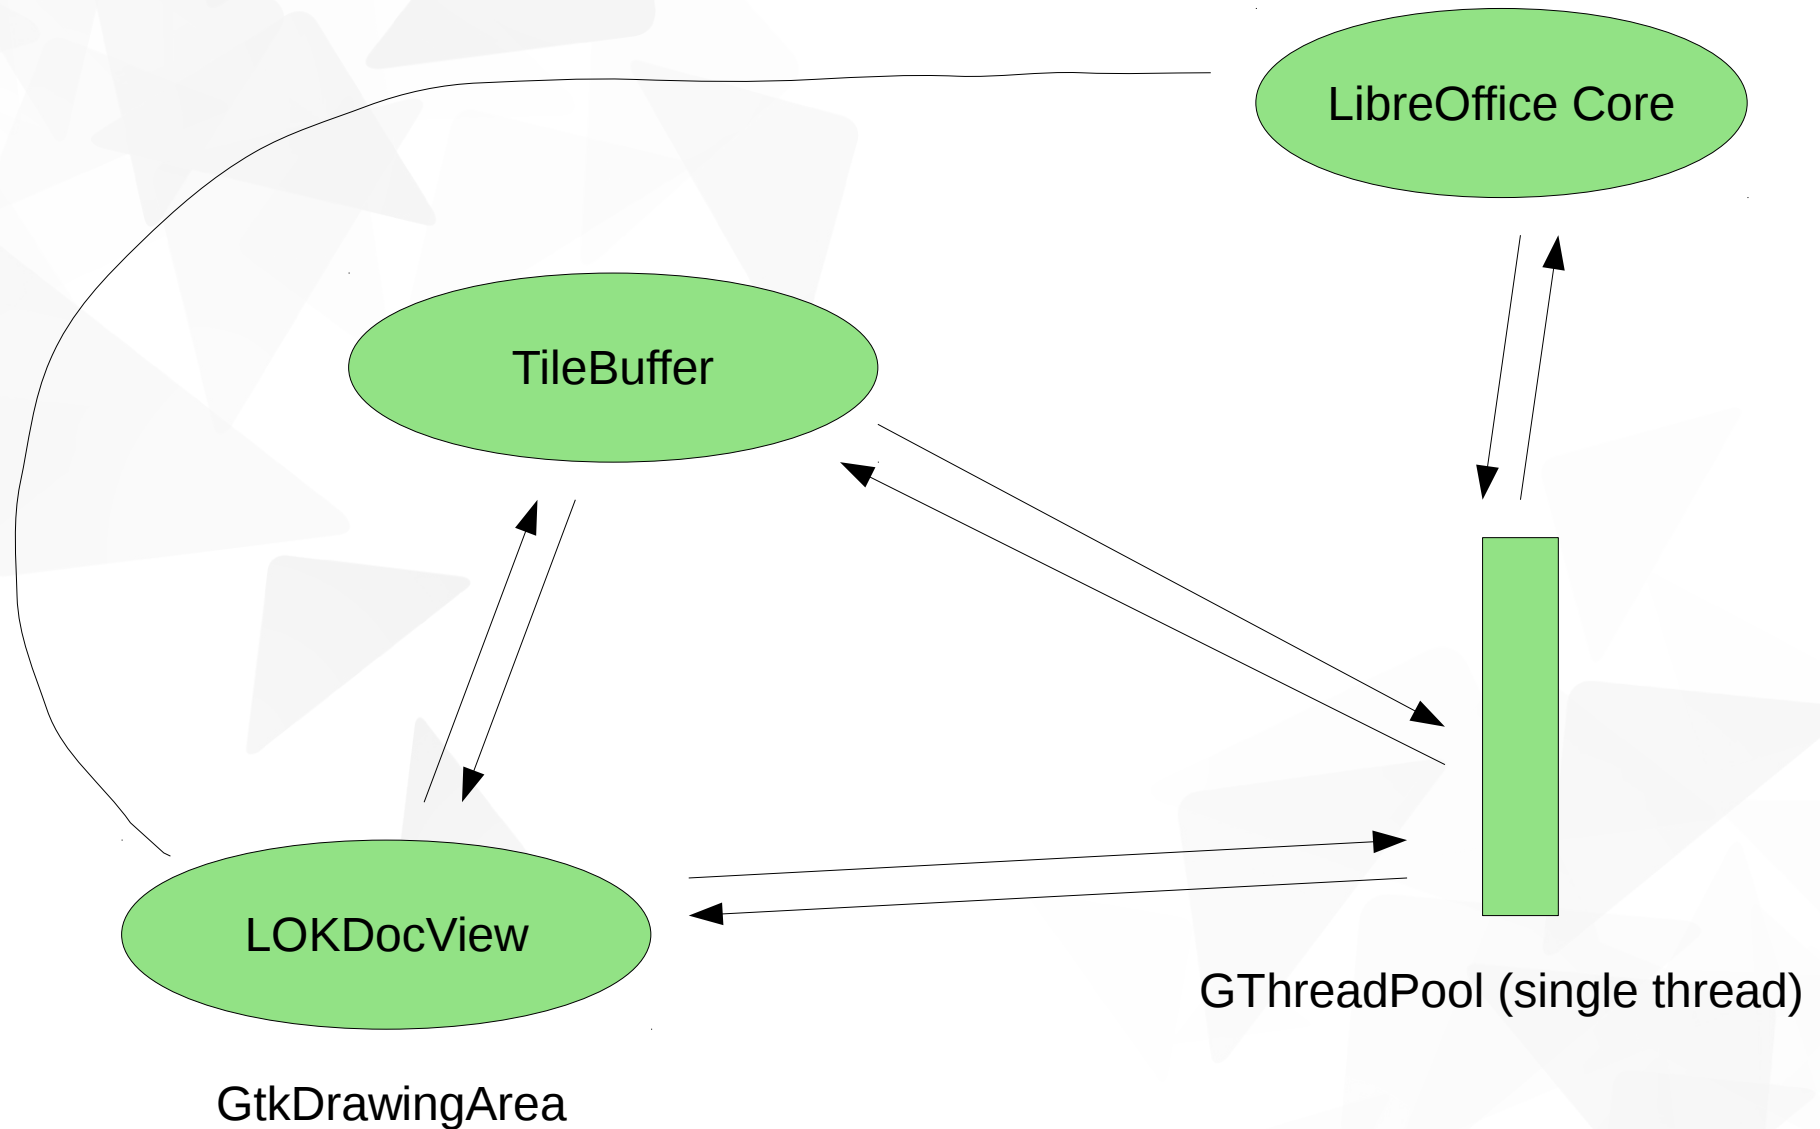 LibreOffice Core
TileBuffer
LOKDocView
GThreadPool (single thread)
GtkDrawingArea